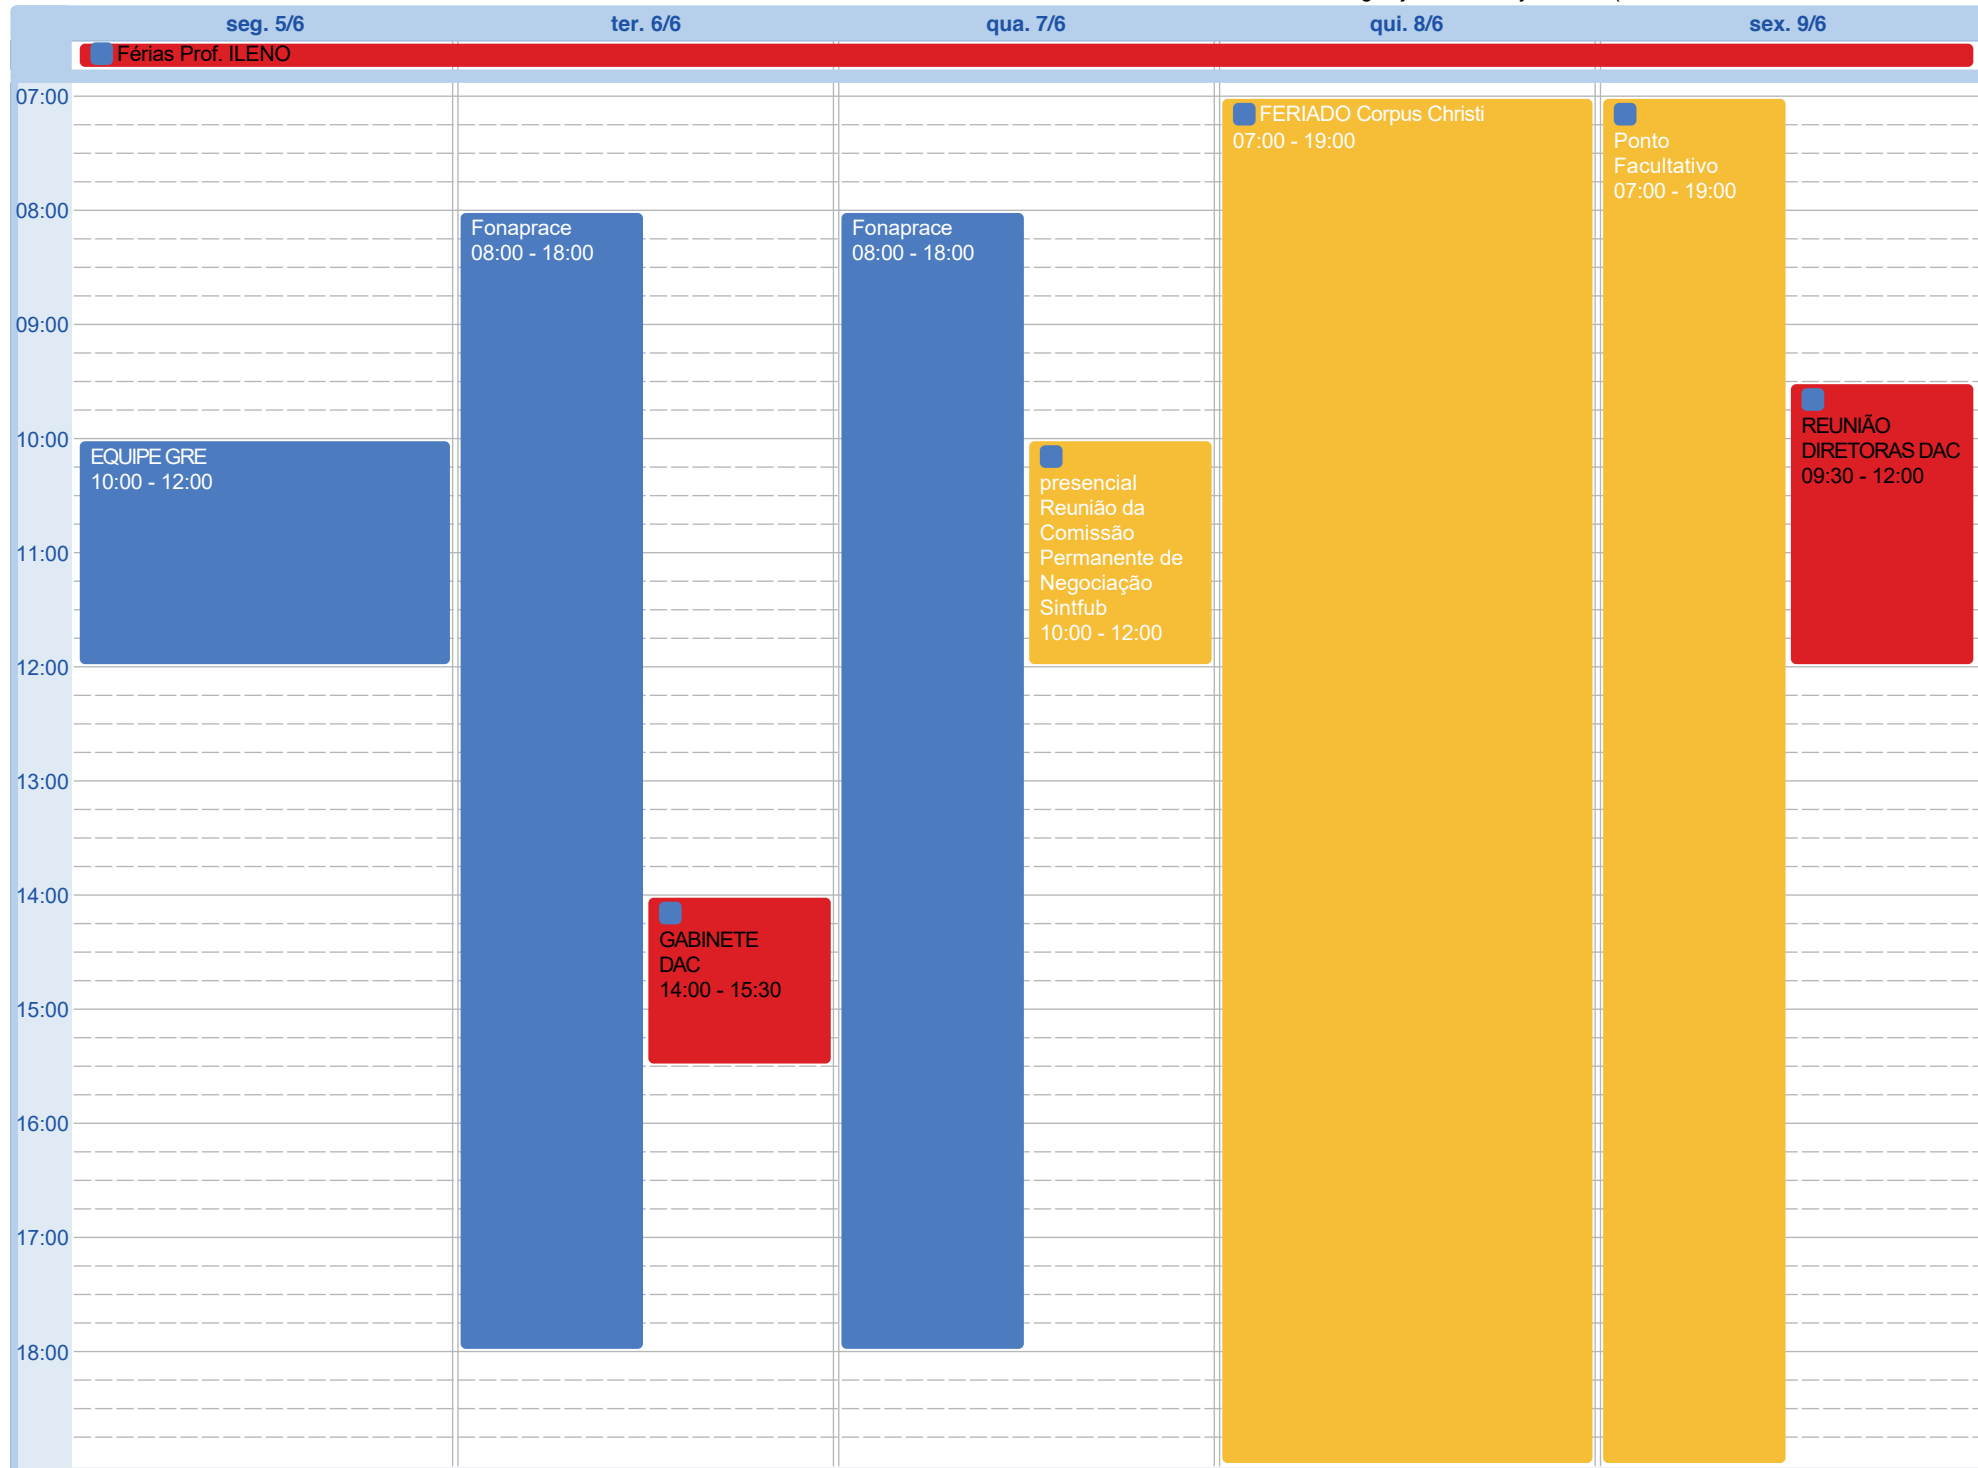 seg. 5/6
ter. 6/6
qua. 7/6
qui. 8/6
sex. 9/6
Férias Prof. ILENO
07:00
08:00
09:00
10:00
11:00
12:00
13:00
14:00
15:00
16:00
17:00
18:00
EQUIPE GRE
10:00 - 12:00
Fonaprace
08:00 - 18:00
GABINETE
DAC
14:00 - 15:30
Fonaprace
08:00 - 18:00
presencial
Reunião da
Comissão
Permanente de
Negociação
Sintfub
10:00 - 12:00
FERIADO Corpus Christi
07:00 - 19:00
Ponto
Facultativo
07:00 - 19:00
REUNIÃO
DIRETORAS DAC
09:30 - 12:00